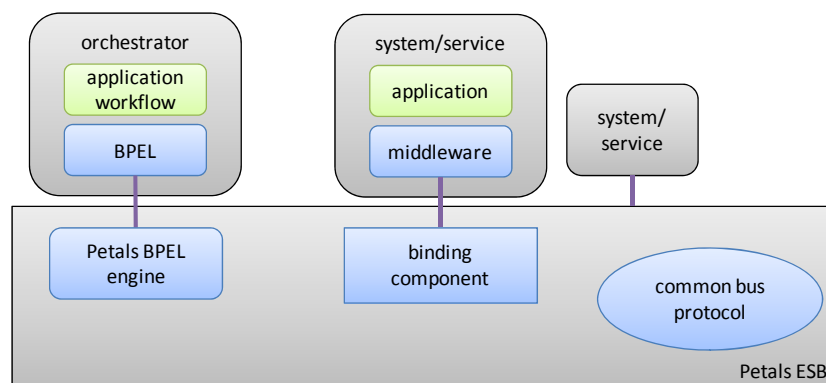 orchestrator
application
workflow
BPEL
system/service
application
middleware
system/
service
Petals BPEL
engine
binding
component
common bus
protocol
Petals ESB